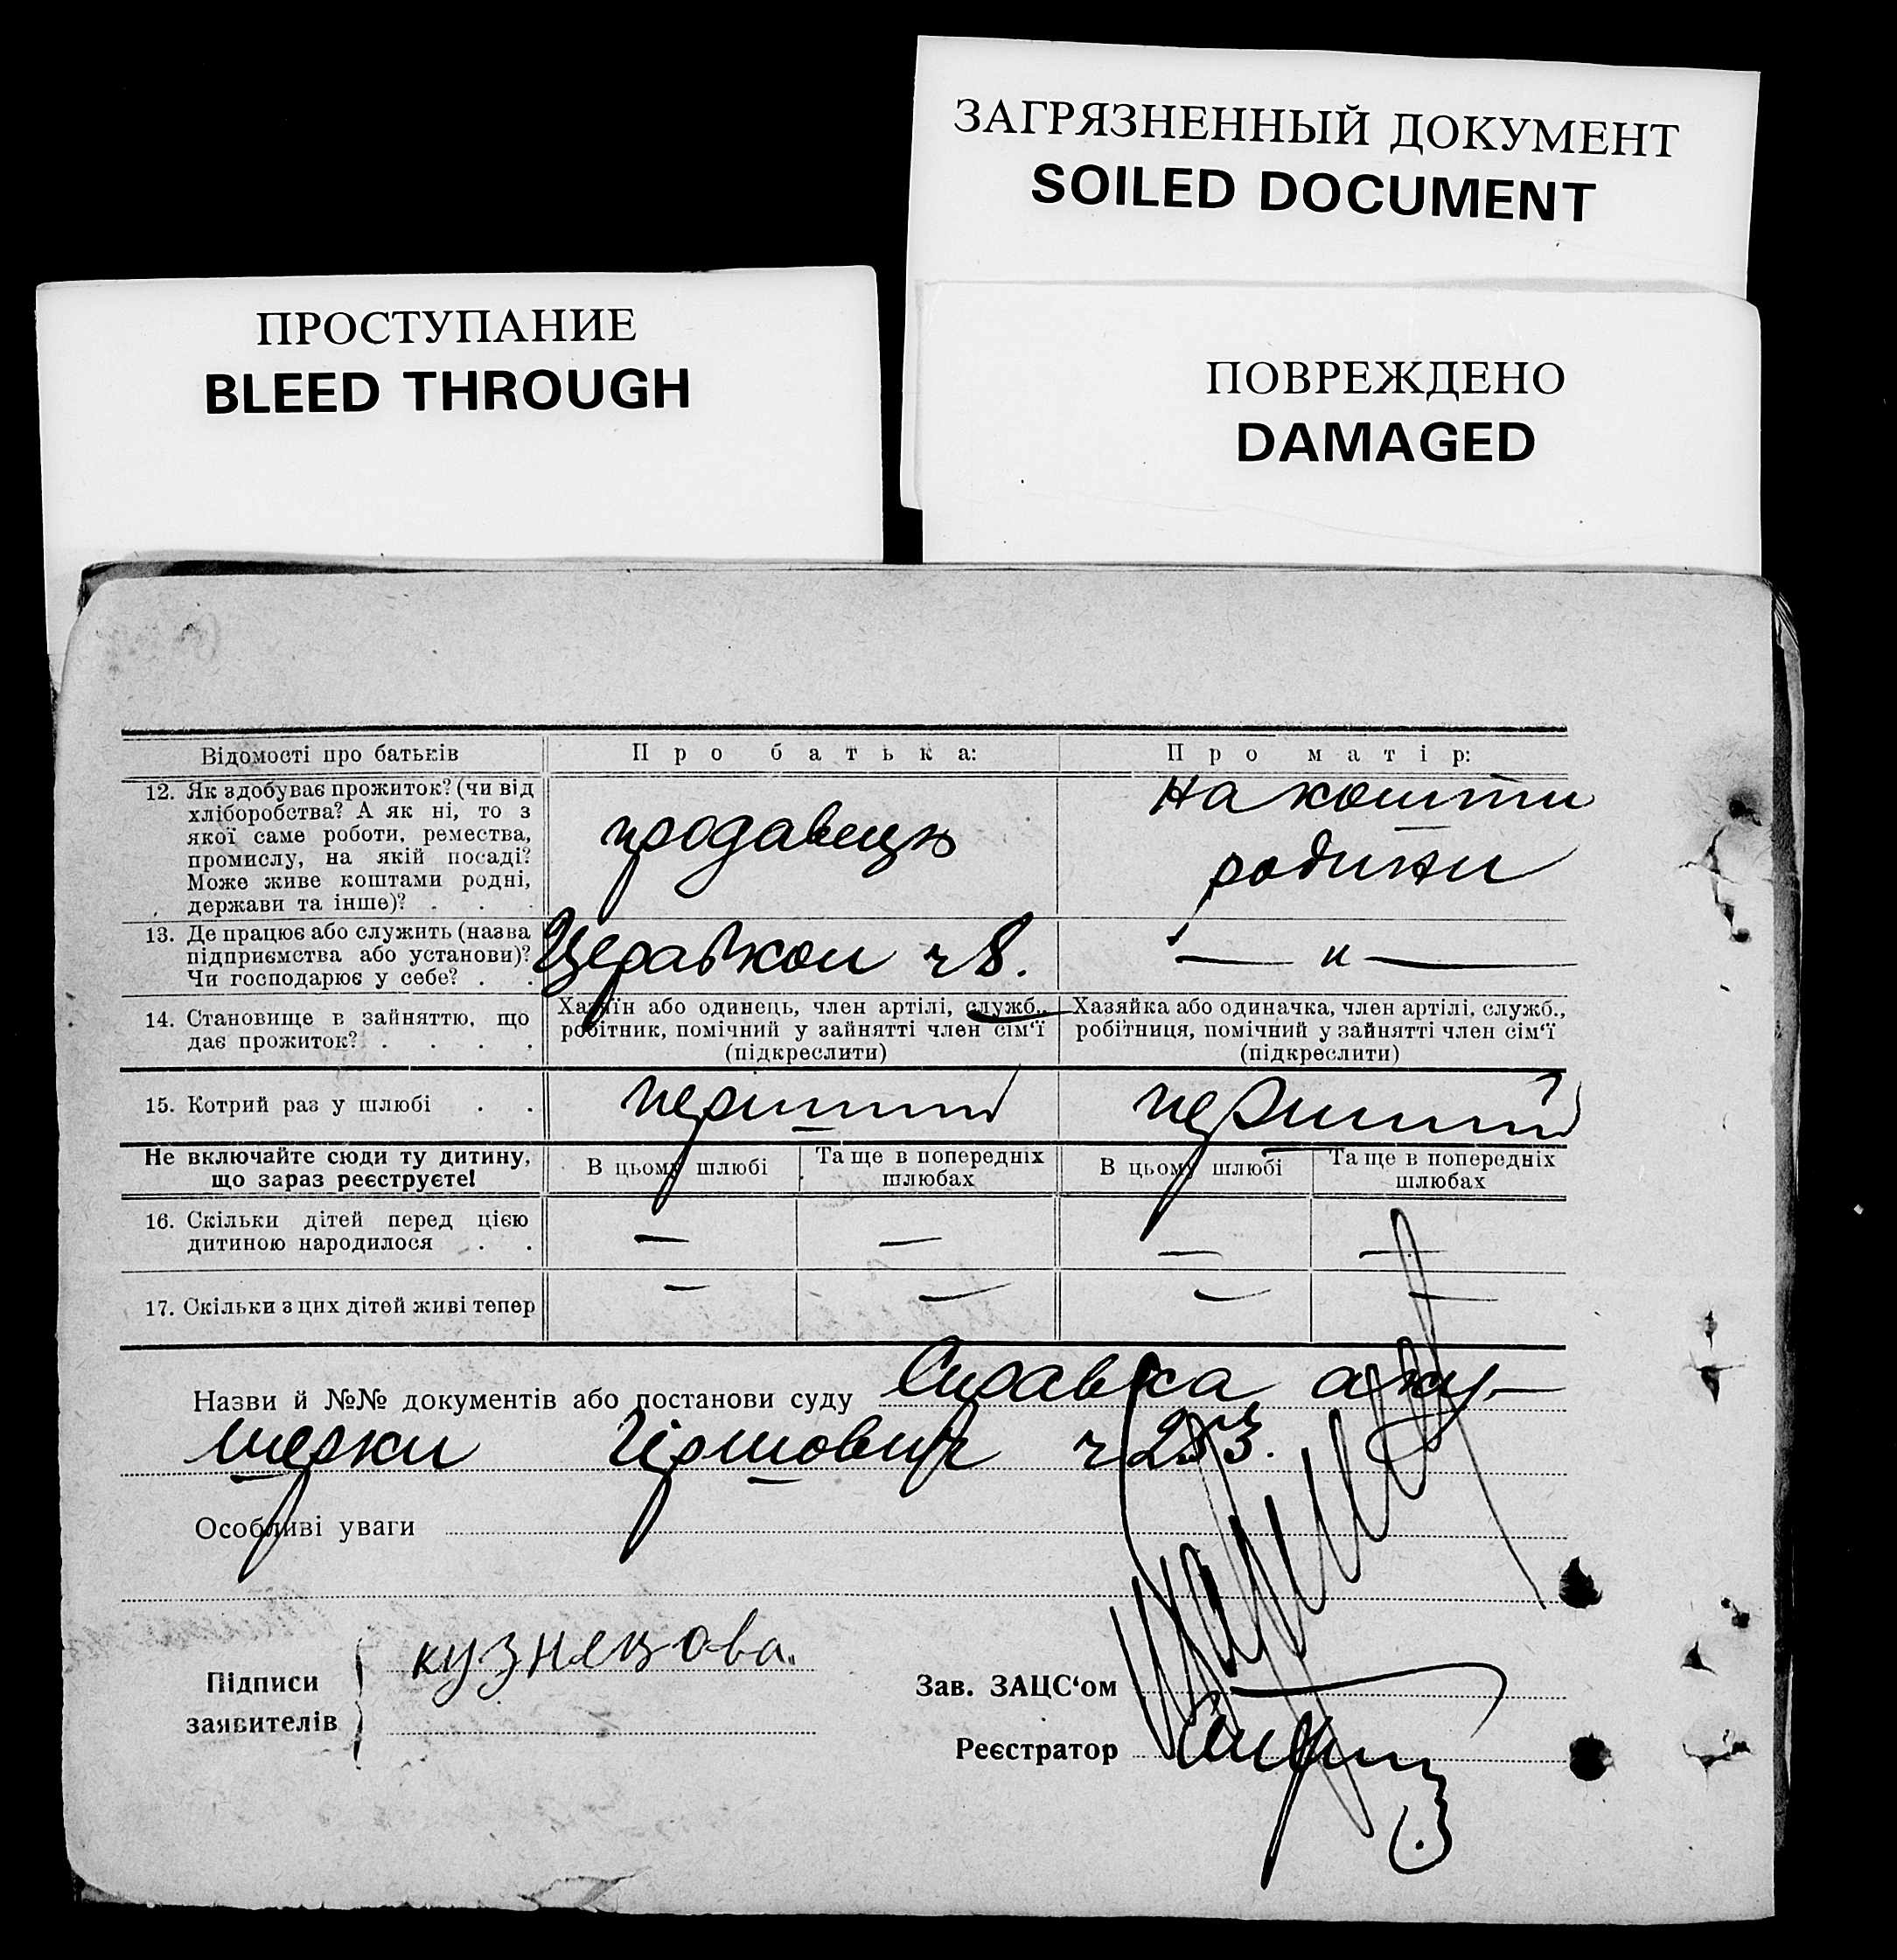 ЗАГРЯЗНЕННЫЙ ДОКУМЕНТ
SOILED DOCUMENT
ПРОСТУПАНИЕ
BLEED THROUGH
ПОВРЕЖДЕНО
DAMAGED
Відомості про батьків
Про батька:
Про матір:
12. Як здобуває прожиток? (чи від
хліборобства? А як ні, то з
якої саме роботи, ремества,
промислу, на якій посаді?
Може живе коштами родні,
держави та інше)? . . .
продавець
На кошти
родини
13. Де працює або служить (назва
підприємства або установи)?
Чи господарює у себе? . .
Церабкоп ч 8.
— и —
14. Становище в зайняттю, що
дає прожиток? . . . .
Хазяїн або одинець, член артілі, служб.,
робітник, помічний у зайнятті член сім'ї
(підкреслити)
Хазяйка або одиначка, член артілі, служб.,
робітниця, помічний у зайнятті член сім'ї
(підкреслити)
15. Котрий раз у шлюбі . .
перший
перший
Не включайте сюди ту дитину,
що зараз реєструєте!
В цьому шлюбі
Та ще в попередніх
шлюбах
В цьому шлюбі
Та ще в попередніх
шлюбах
16. Скільки дітей перед цією
дитиною народилося . .
— — — —
17. Скільки з цих дітей живі тепер
— — — —
Назви й №№ документів або постанови суду Справка аку-
шерки Гіршович ч 253.
Особливі уваги
Підписи
заявителів
кузнецова.
Зав. ЗАЦС'ом
Реєстратор